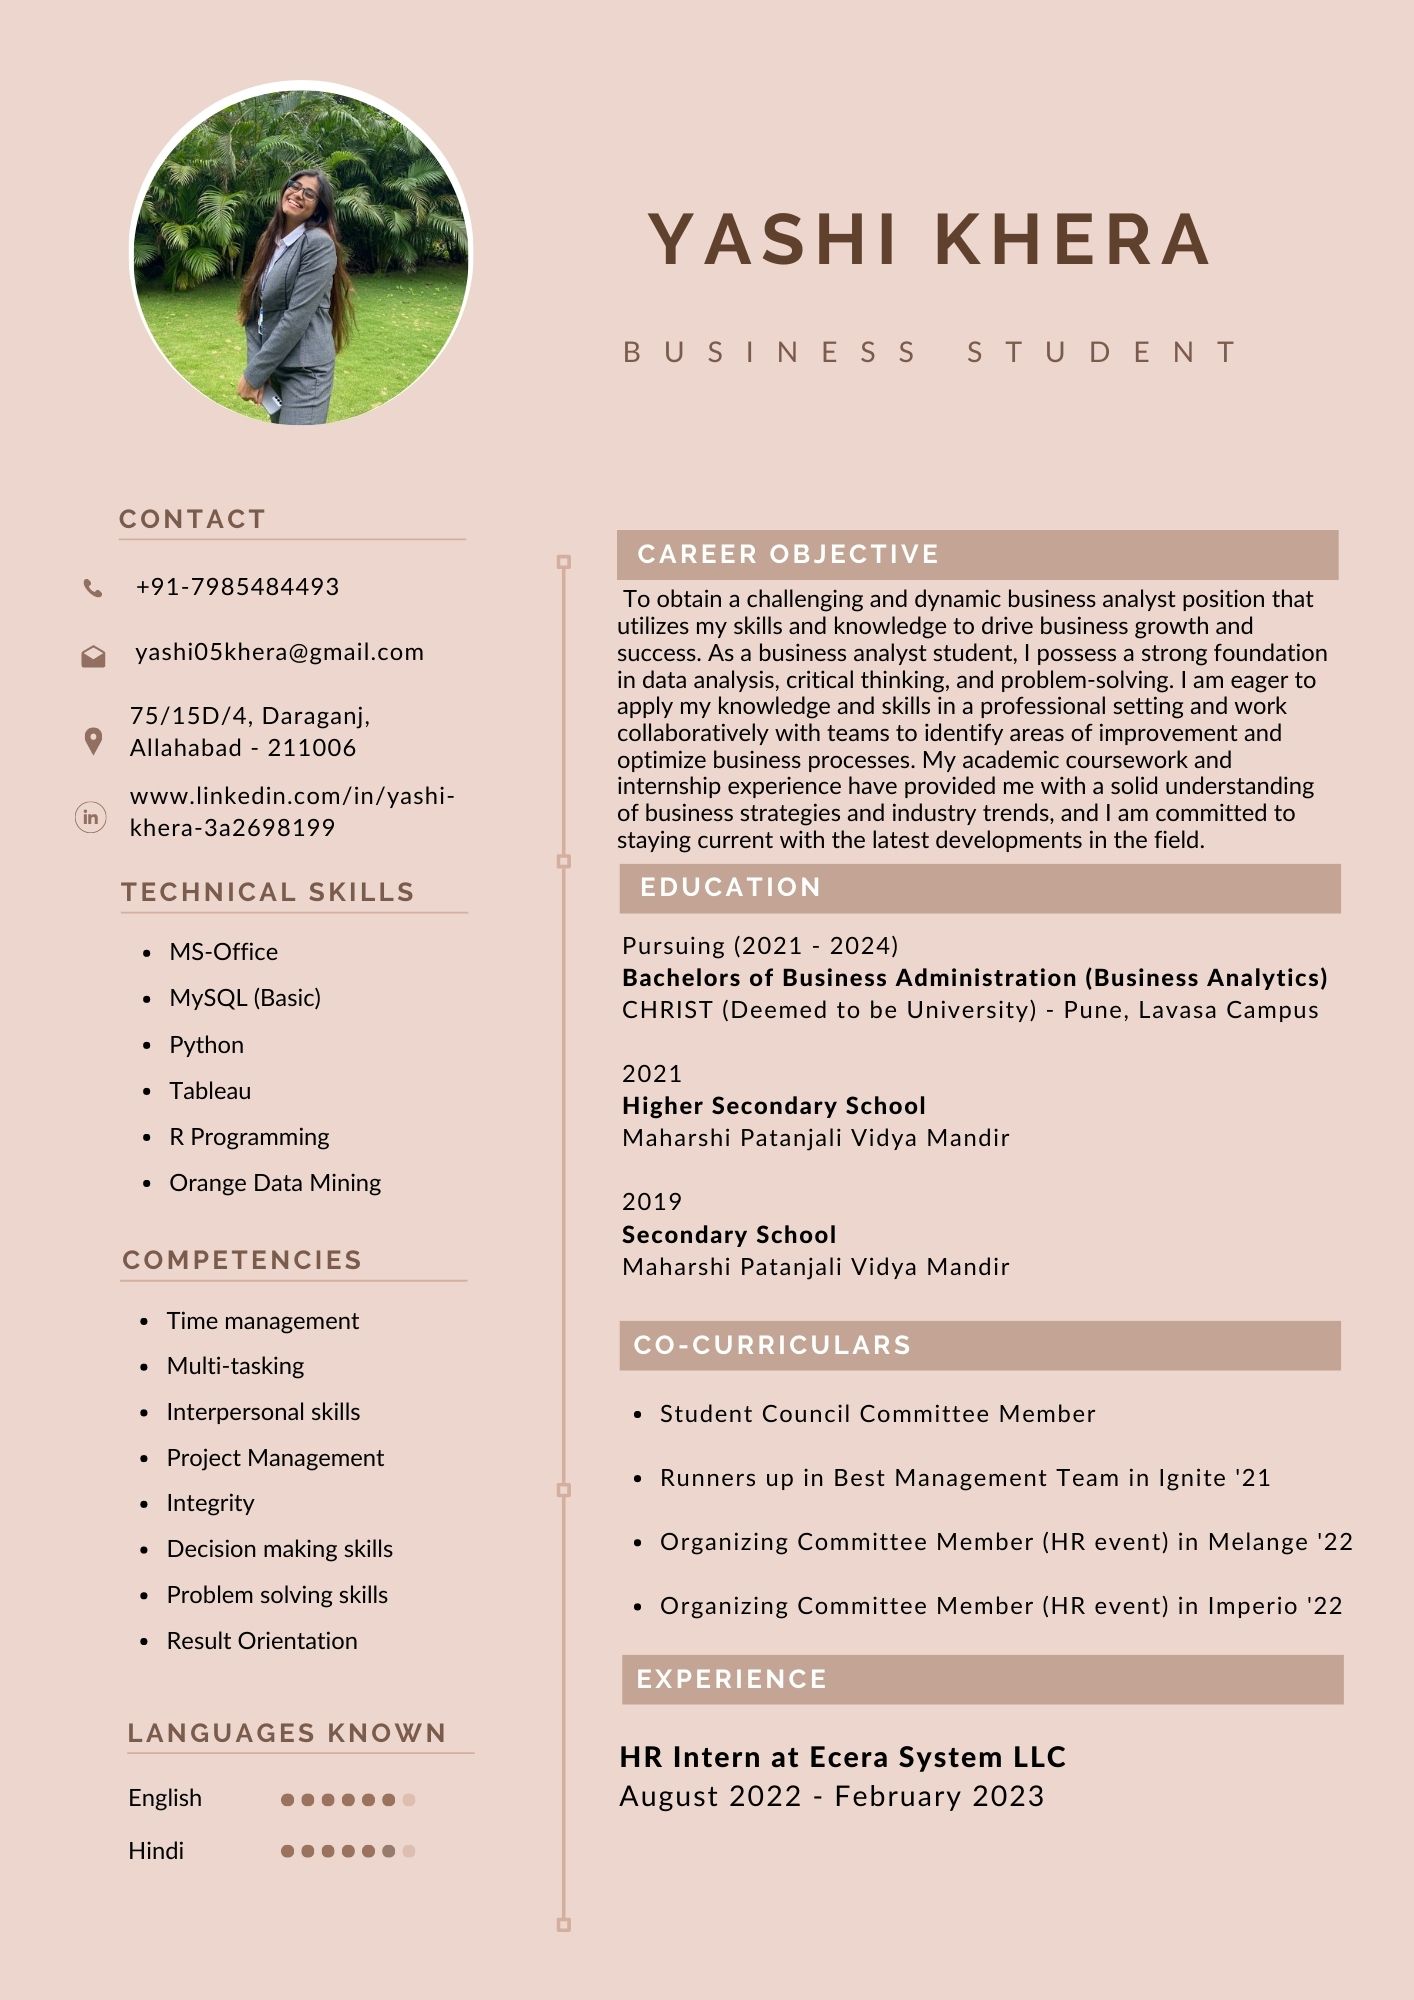 YASHI KHERA
BUSINESS STUDENT
CONTACT
+91-7985484493
yashi05khera@gmail.com
75/15D/4, Daraganj,
Allahabad - 211006
in
www.linkedin.com/in/yashi-
khera-3a2698199
TECHNICAL SKILLS
• MS-Office
• MySQL (Basic)
• Python
• Tableau
• R Programming
• Orange Data Mining
COMPETENCIES
• Time management
• Multi-tasking
• Interpersonal skills
• Project Management
• Integrity
• Decision making skills
• Problem solving skills
• Result Orientation
LANGUAGES KNOWN
English
Hindi
CAREER OBJECTIVE
To obtain a challenging and dynamic business analyst position that
utilizes my skills and knowledge to drive business growth and
success. As a business analyst student, I possess a strong foundation
in data analysis, critical thinking, and problem-solving. I am eager to
apply my knowledge and skills in a professional setting and work
collaboratively with teams to identify areas of improvement and
optimize business processes. My academic coursework and
internship experience have provided me with a solid understanding
of business strategies and industry trends, and I am committed to
staying current with the latest developments in the field.
EDUCATION
Pursuing (2021 - 2024)
Bachelors of Business Administration (Business Analytics)
CHRIST (Deemed to be University) - Pune, Lavasa Campus
2021
Higher Secondary School
Maharshi Patanjali Vidya Mandir
2019
Secondary School
Maharshi Patanjali Vidya Mandir
CO-CURRICULARS
• Student Council Committee Member
• Runners up in Best Management Team in Ignite '21
• Organizing Committee Member (HR event) in Melange '22
• Organizing Committee Member (HR event) in Imperio '22
EXPERIENCE
HR Intern at Ecera System LLC
August 2022 - February 2023